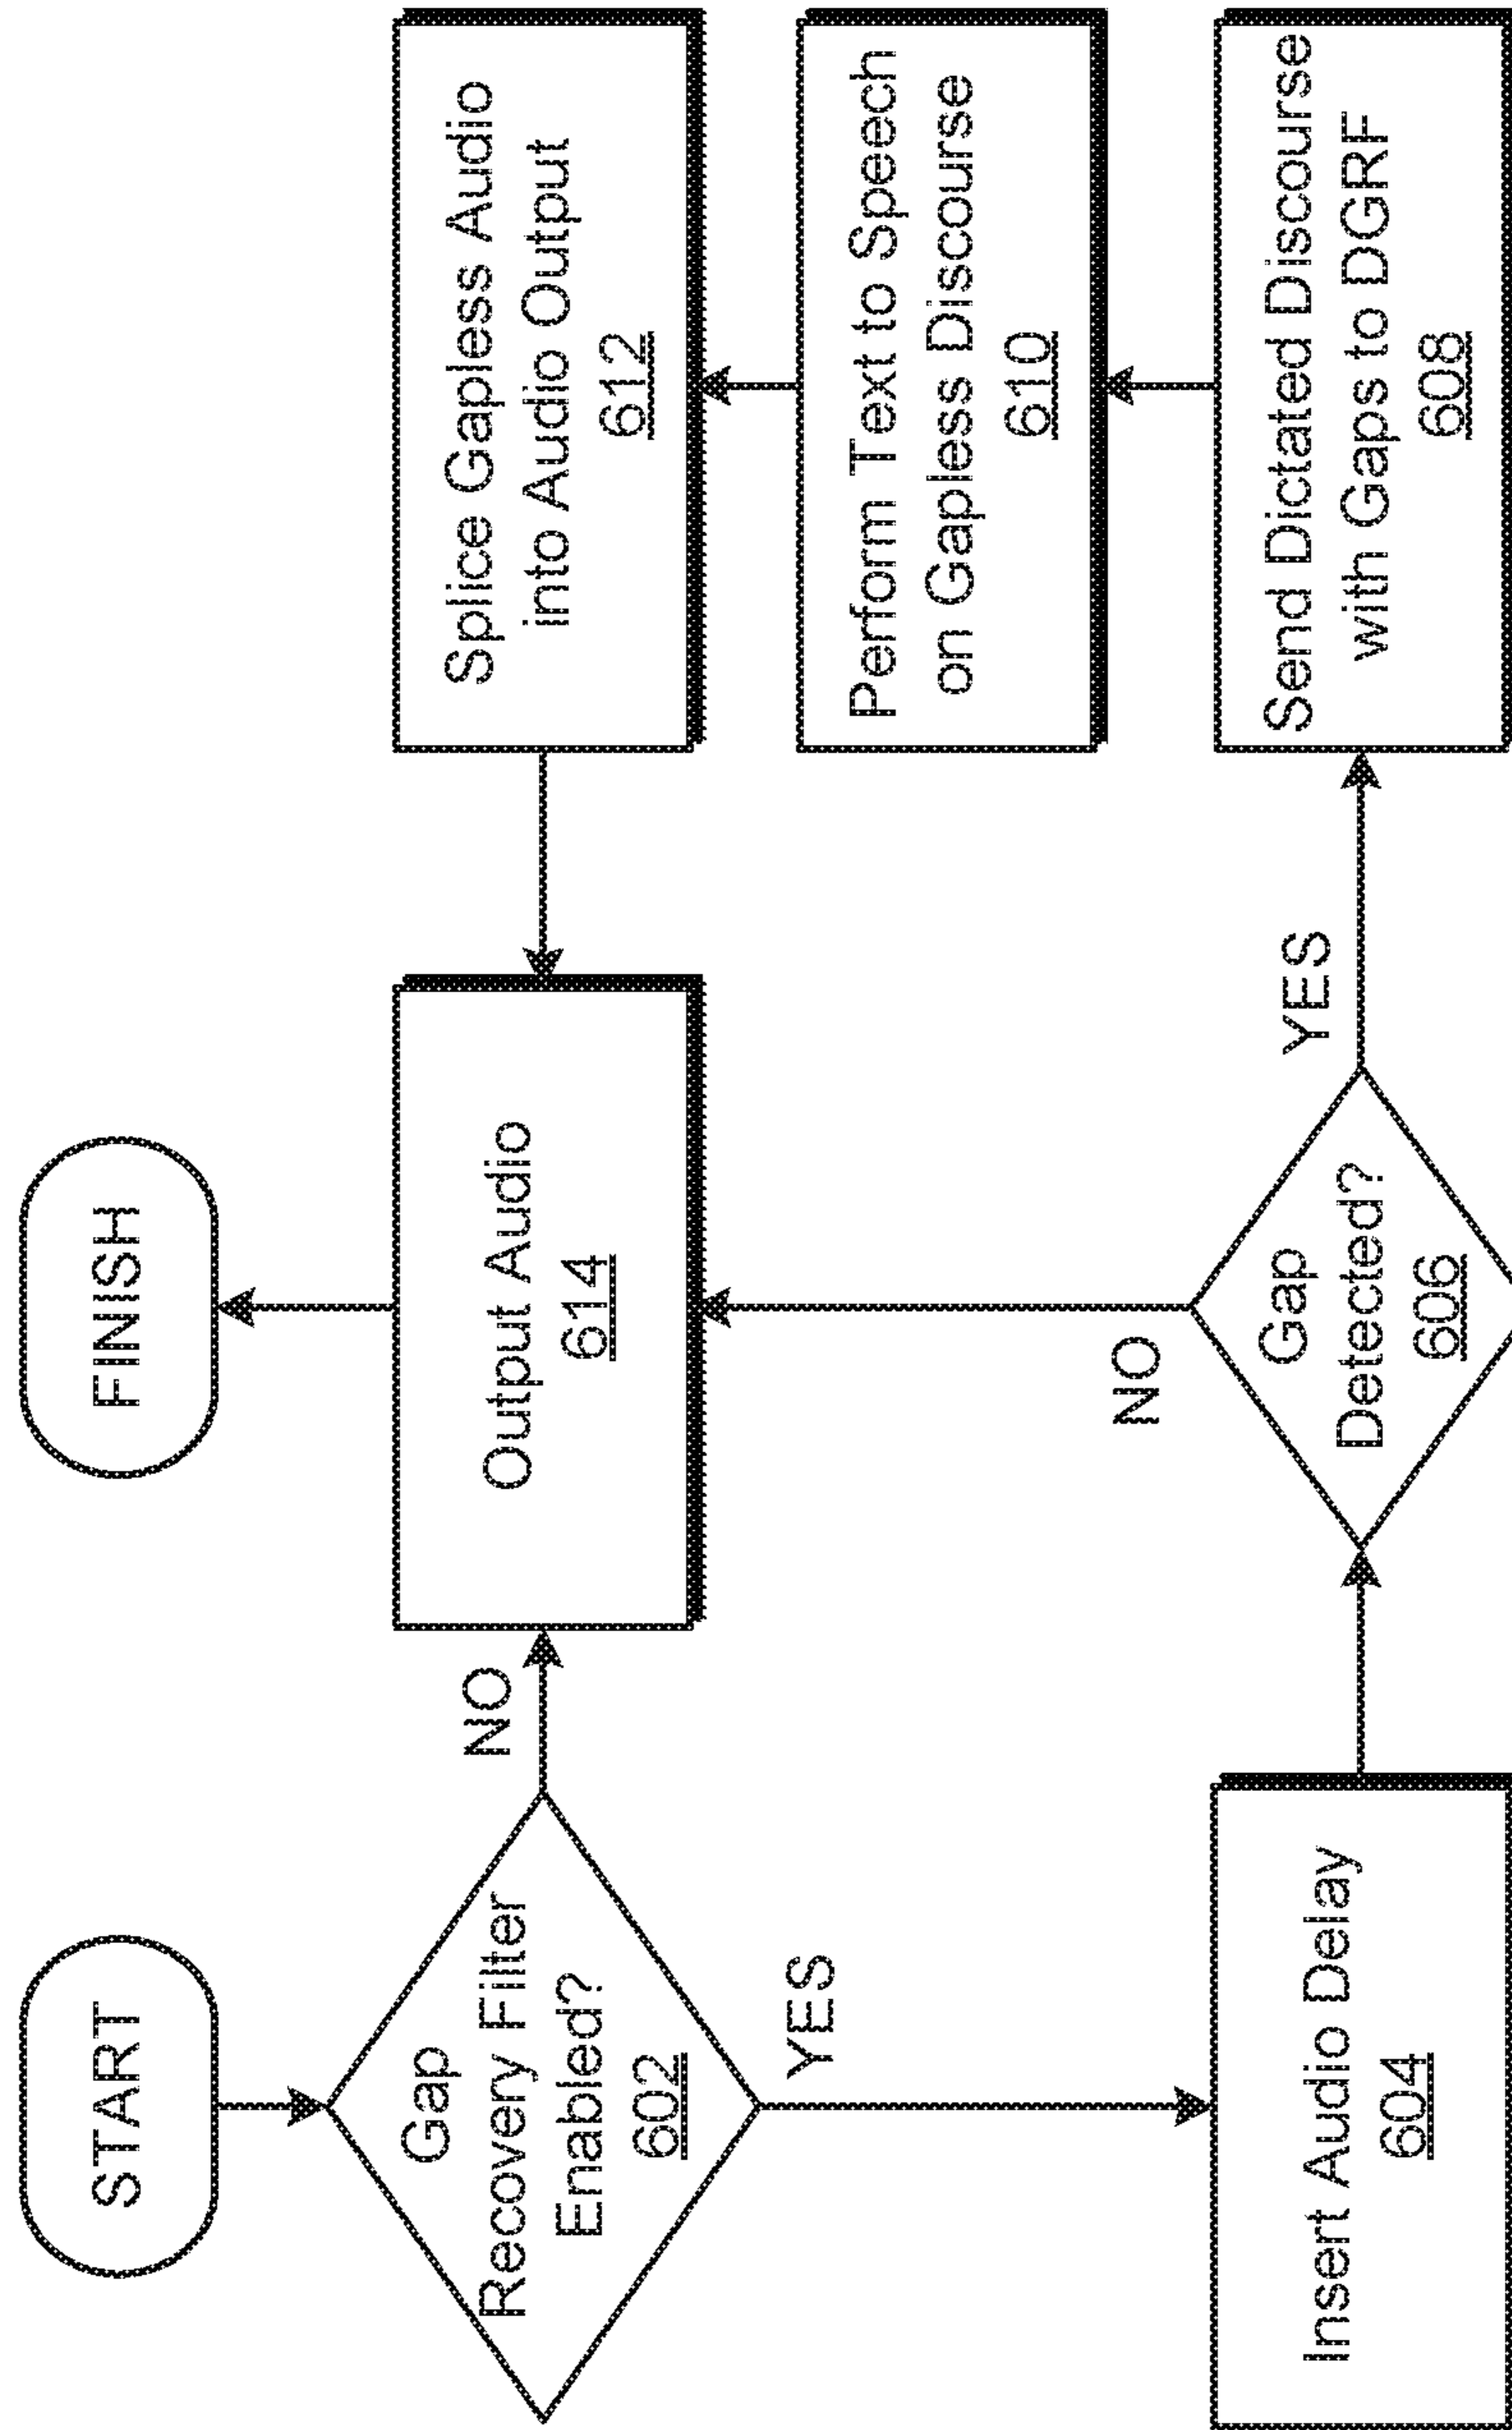 START
Gap
Recovery Filter
Enabled?
602
NO
YES
Insert Audio Delay
604
Gap
Detected?
606
NO
YES
Send Dictated Discourse
with Gaps to DGRF
608
Perform Text to Speech
on Gapless Discourse
610
Splice Gapless Audio
into Audio Output
612
Output Audio
614
FINISH